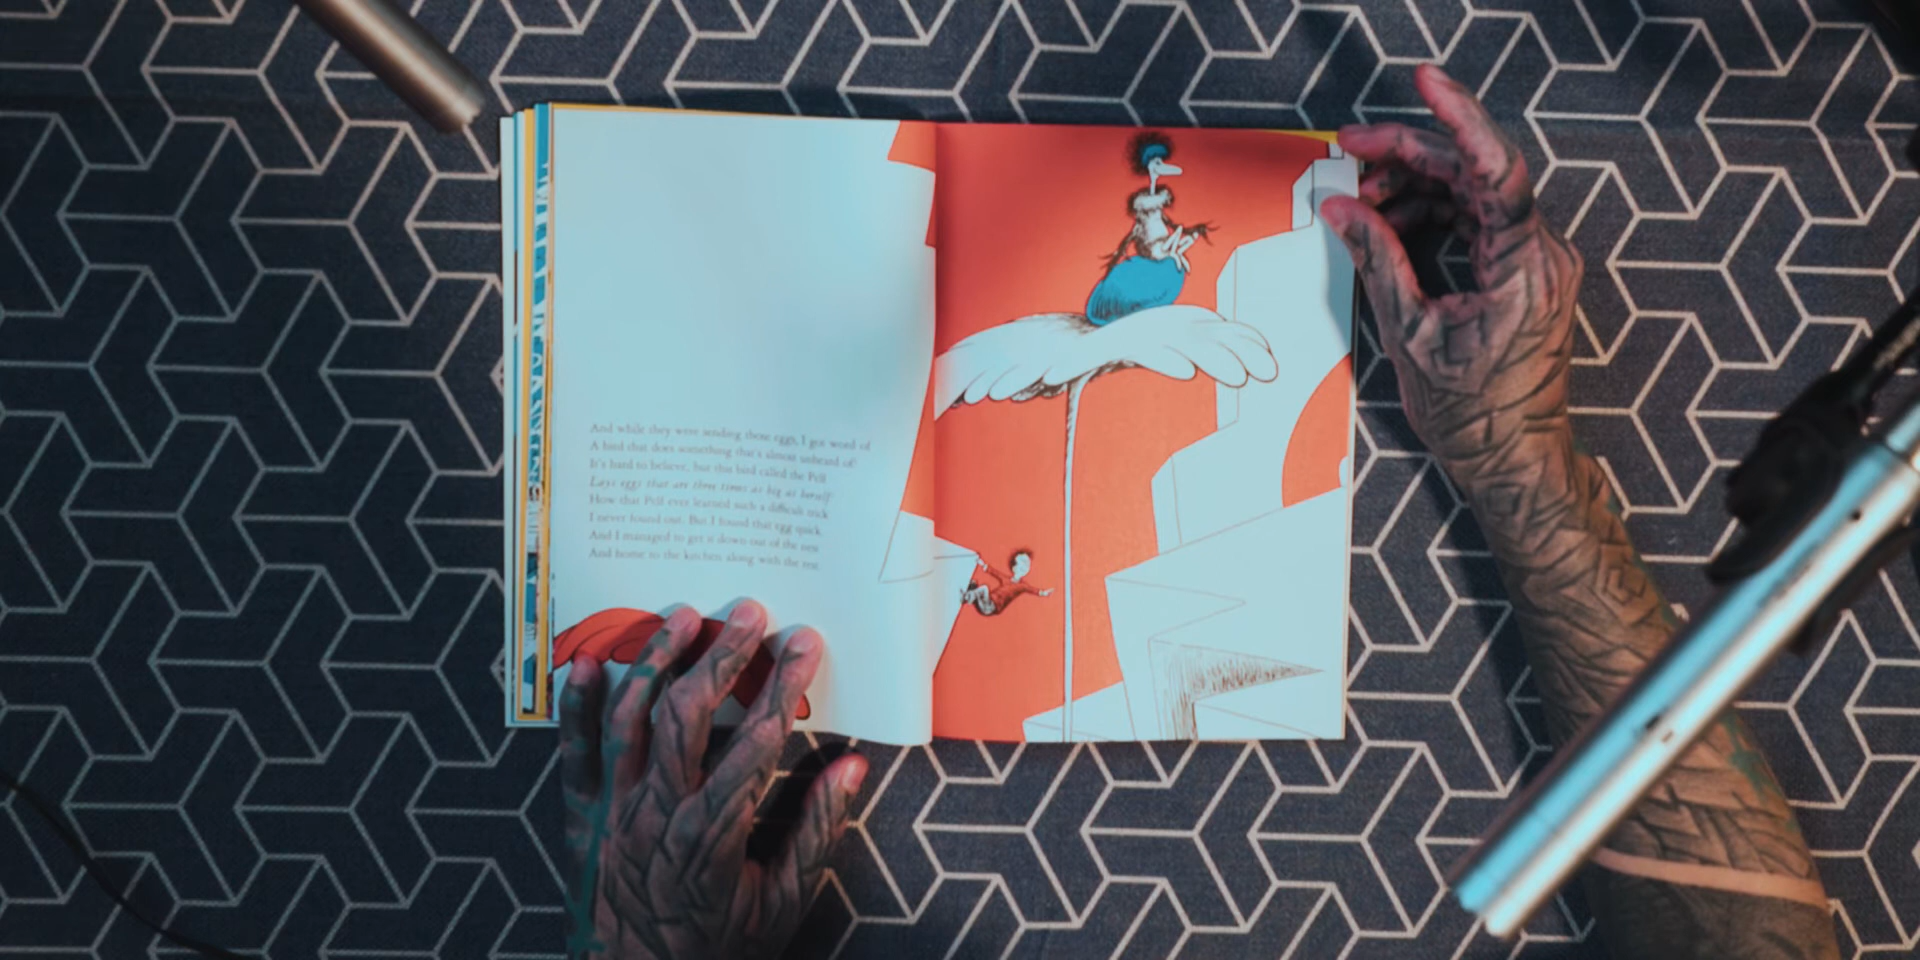 And while they were sending these eggs, I got word of
A bird that does something that's almost unheard of!
It's hard to believe, but this bird called the Pelf
Lays eggs that are three times as big as herself!
How that Pelf ever learned such a difficult trick
I never found out. But I found that egg quick.
And I managed to get it down out of the nest
And home to the kitchen along with the rest.